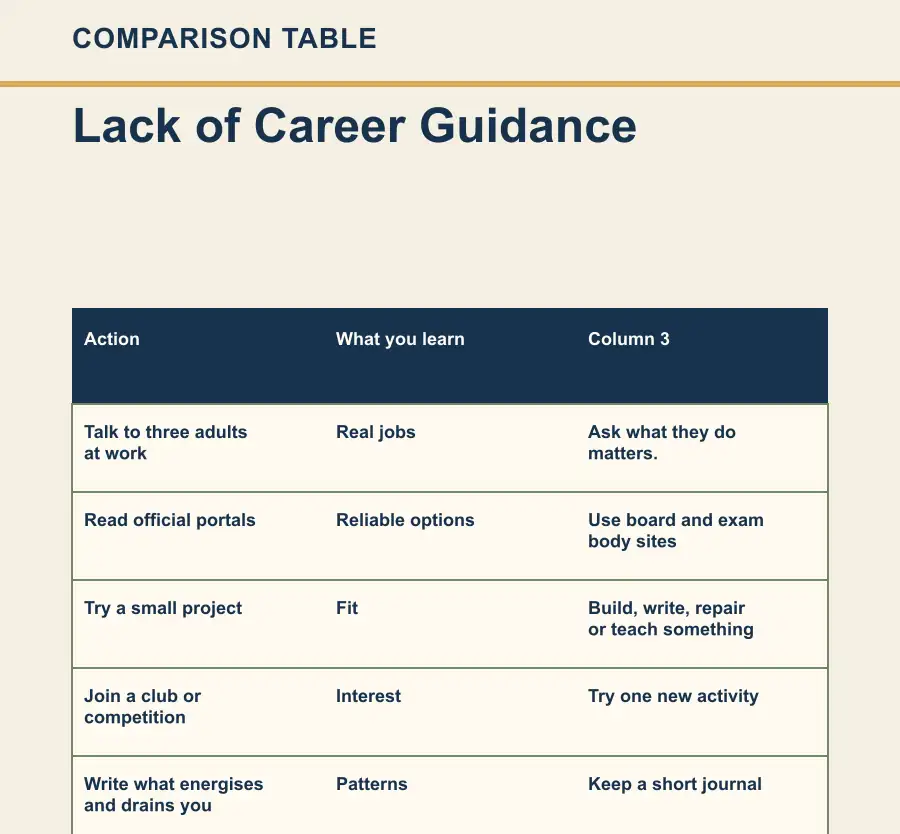 COMPARISON TABLE
Lack of Career Guidance
Action
What you learn
Column 3
Talk to three adults
at work
Real jobs
Ask what they do
matters.
Read official portals
Reliable options
Use board and exam
body sites
Try a small project
Fit
Build, write, repair
or teach something
Join a club or
competition
Interest
Try one new activity
Write what energises
and drains you
Patterns
Keep a short journal